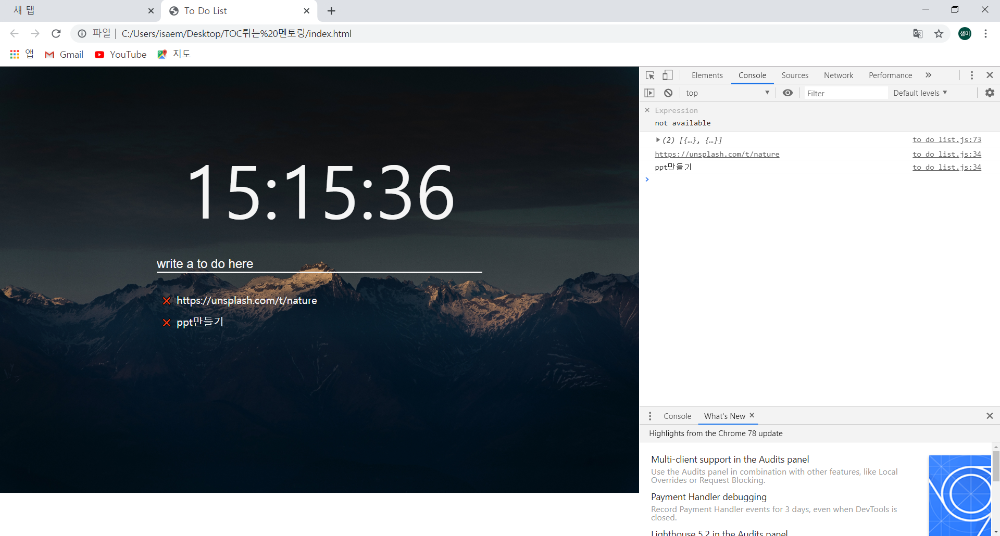 새 탭
To Do List
파일 | C:/Users/isaem/Desktop/TOC튀는%20멘토링/index.html
샘미
앱 Gmail YouTube 지도
15:15:36
write a to do here
https://unsplash.com/t/nature
ppt만들기
Elements Console Sources Network Performance
top Filter Default levels
Expression
not available
(2) [{…}, {…}] to do list.js:73
https://unsplash.com/t/nature to do list.js:34
ppt만들기 to do list.js:34
Console What's New
Highlights from the Chrome 78 update
Multi-client support in the Audits panel
Use the Audits panel in combination with other features, like Local
Overrides or Request Blocking.
Payment Handler debugging
Record Payment Handler events for 3 days, even when DevTools is
closed.
Lighthouse 5.2 in the Audits panel